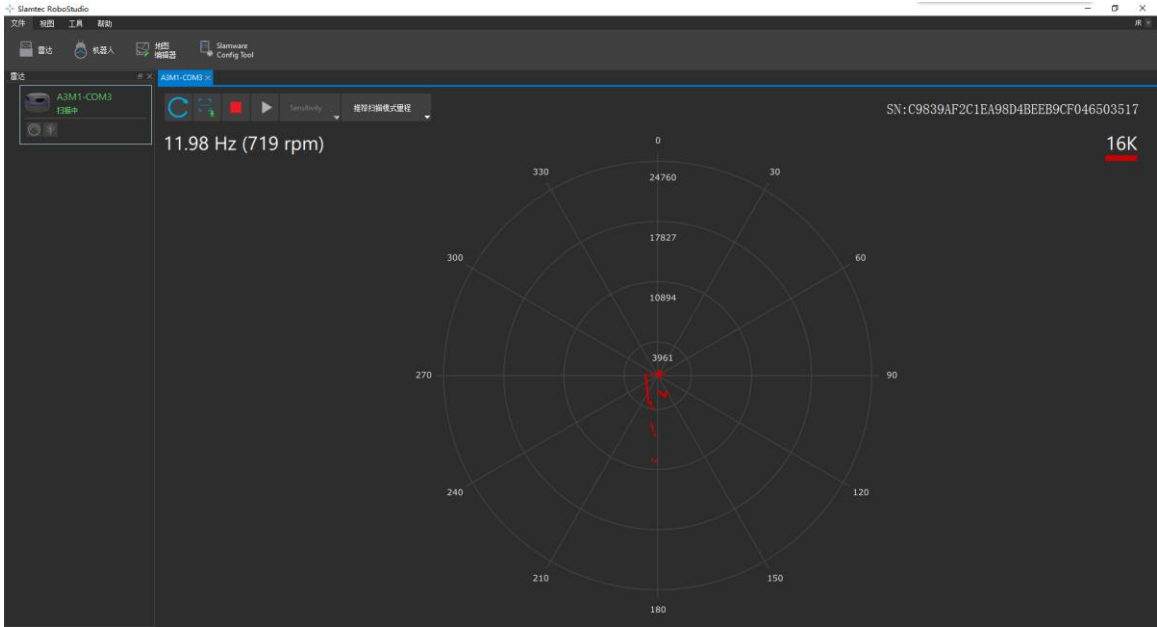 Slamtec RoboStudio
文件 视图 工具 帮助
JR
雷达
机器人
地图
编辑器
Slamware
Config Tool
雷达
A3M1-COM3
A3M1-COM3
扫描中
Sensitivity
推荐扫描模式里程
SN:C9839AF2C1EA98D4BEEB9CF046503517
11.98 Hz (719 rpm)
16K
0
330
30
24760
17827
300
60
10894
3961
270
90
240
120
210
150
180